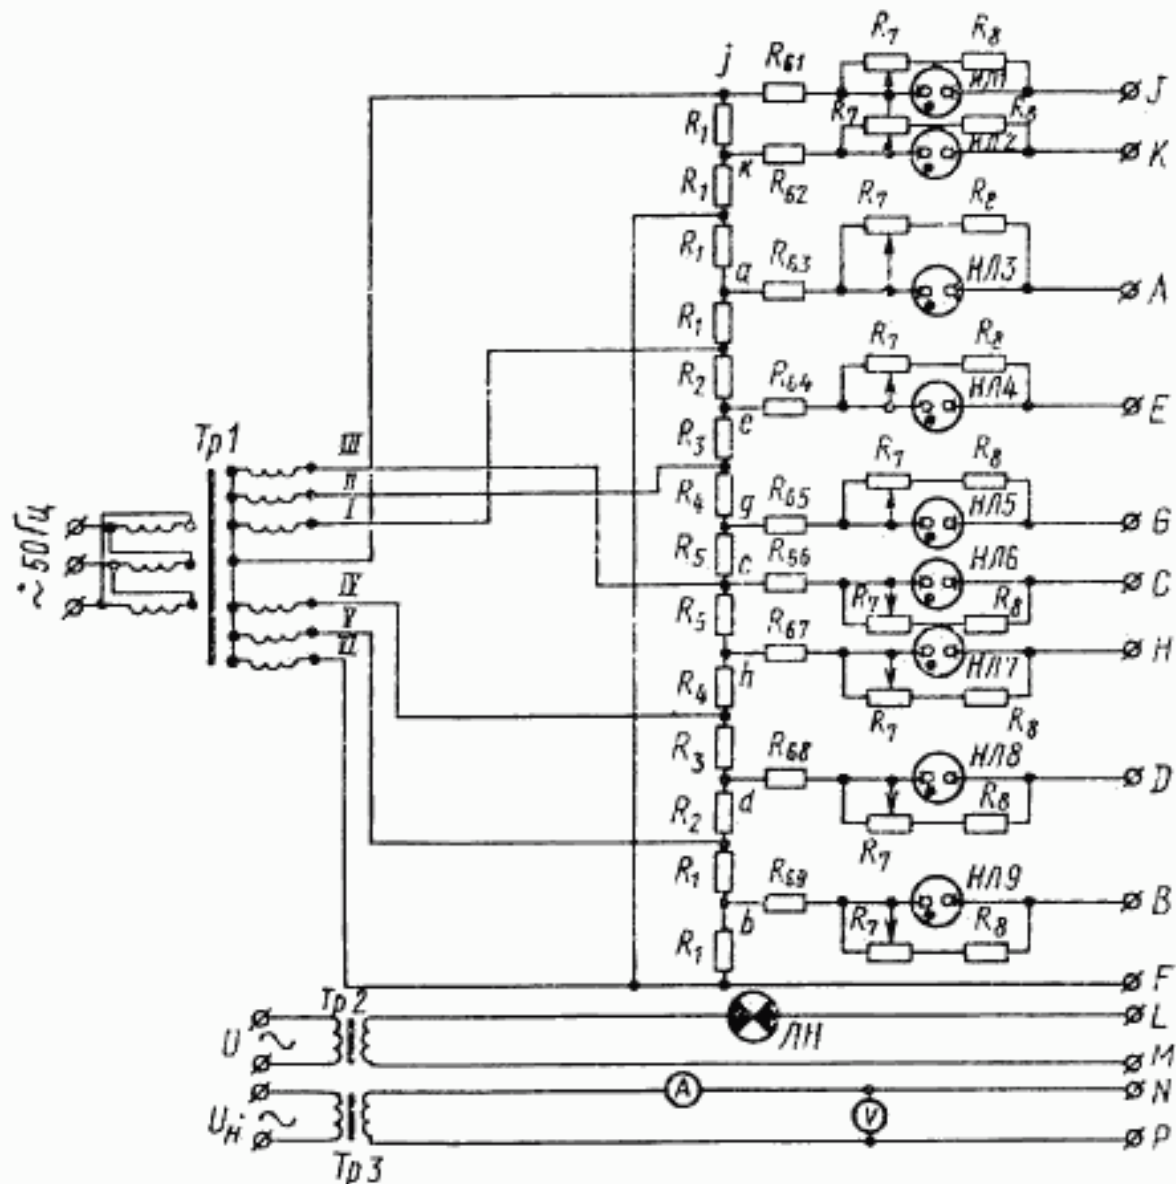 R7 R8
j R61 НЛ1 J
R1 R7 R8
к НЛ2 K
R1 R62
R7 R8
R1 a R63 НЛ3 A
R1
R7 R8
R2 R64 НЛ4
e E
Тр1 III R3
II R7 R8
I R4 g R65 НЛ5 G
~ 50Гц R5 c R66 НЛ6 C
IV R5 R7 R8
V R67 H
VI h НЛ7
R4 R7 R8
R3 R68 НЛ8 D
R2 d R8
R7
R1 R69 НЛ9 B
b R7 R8
R1
F
Тр2 L
U ~ ЛН
M
A N
Uн ~ V
P
Тр3